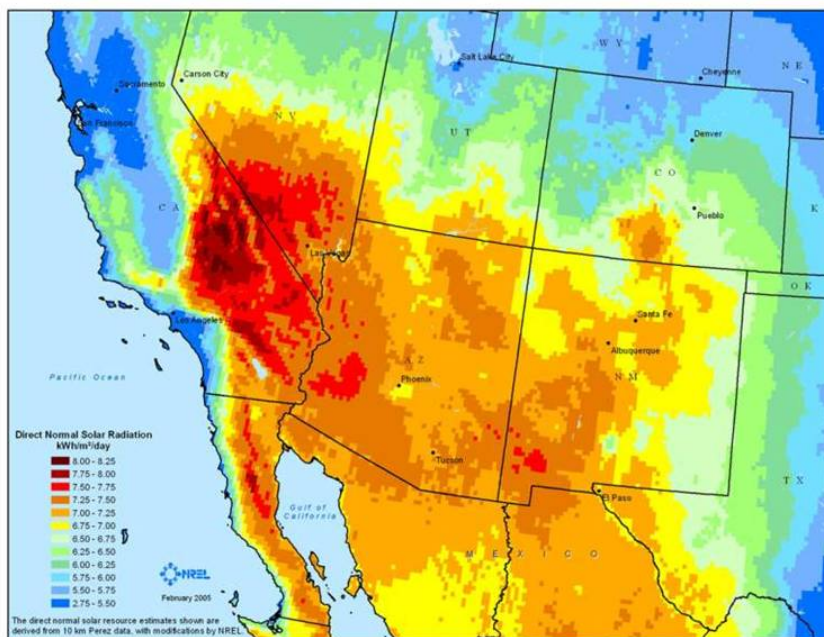 WY
NE
Salt Lake City
Cheyenne
Carson City
Sacramento
San Francisco
NV
UT
Denver
CO
Pueblo
K
CA
Las Vegas
OK
Santa Fe
Los Angeles
Albuquerque
AZ
NM
Phoenix
Pacific Ocean
Tucson
TX
El Paso
Gulf of
California
MEXICO
Direct Normal Solar Radiation
kWh/m²/day
8.00 - 8.25
7.75 - 8.00
7.50 - 7.75
7.25 - 7.50
7.00 - 7.25
6.75 - 7.00
6.50 - 6.75
6.25 - 6.50
6.00 - 6.25
5.75 - 6.00
5.50 - 5.75
2.75 - 5.50
NREL
February 2005
The direct normal solar resource estimates shown are
derived from 10 km Perez data, with modifications by NREL.